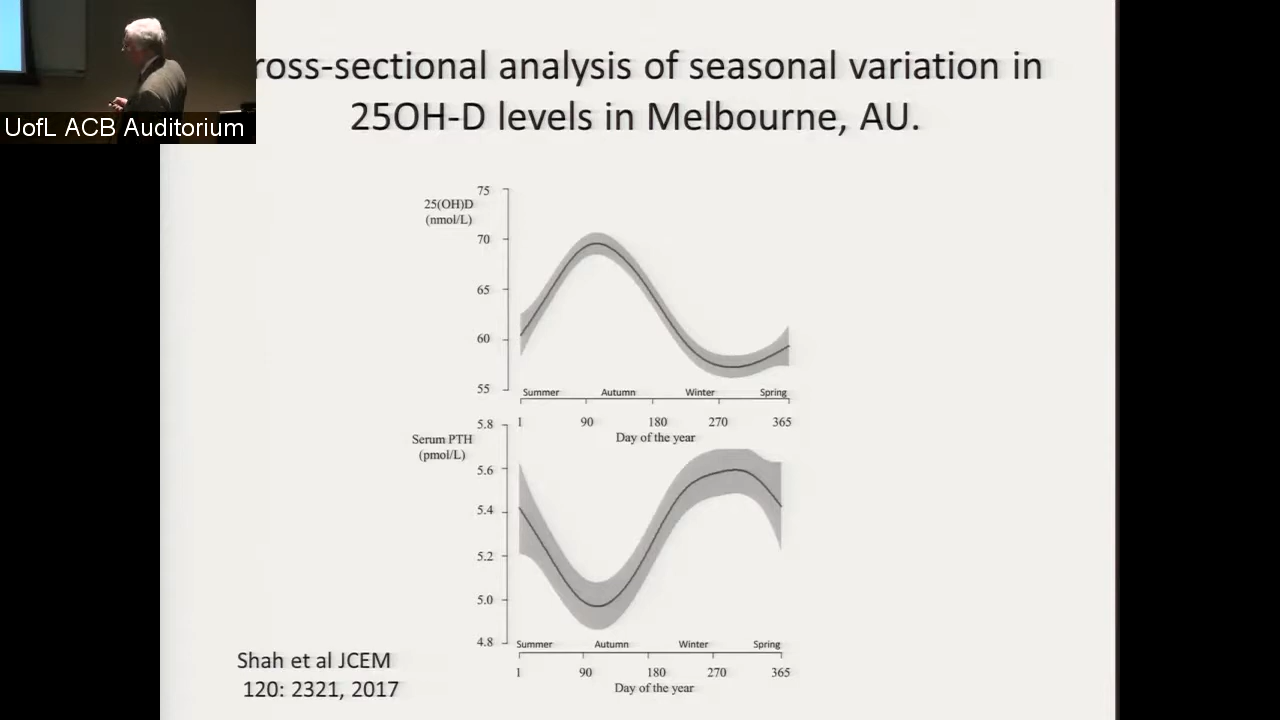 UofL ACB Auditorium
ross-sectional analysis of seasonal variation in
25OH-D levels in Melbourne, AU.
75
25(OH)D
(nmol/L)
70
65
60
55
Summer Autumn Winter Spring
1 90 180 270 365
Day of the year
5.8
Serum PTH
(pmol/L)
5.6
5.4
5.2
5.0
4.8
Summer Autumn Winter Spring
1 90 180 270 365
Day of the year
Shah et al JCEM
120: 2321, 2017